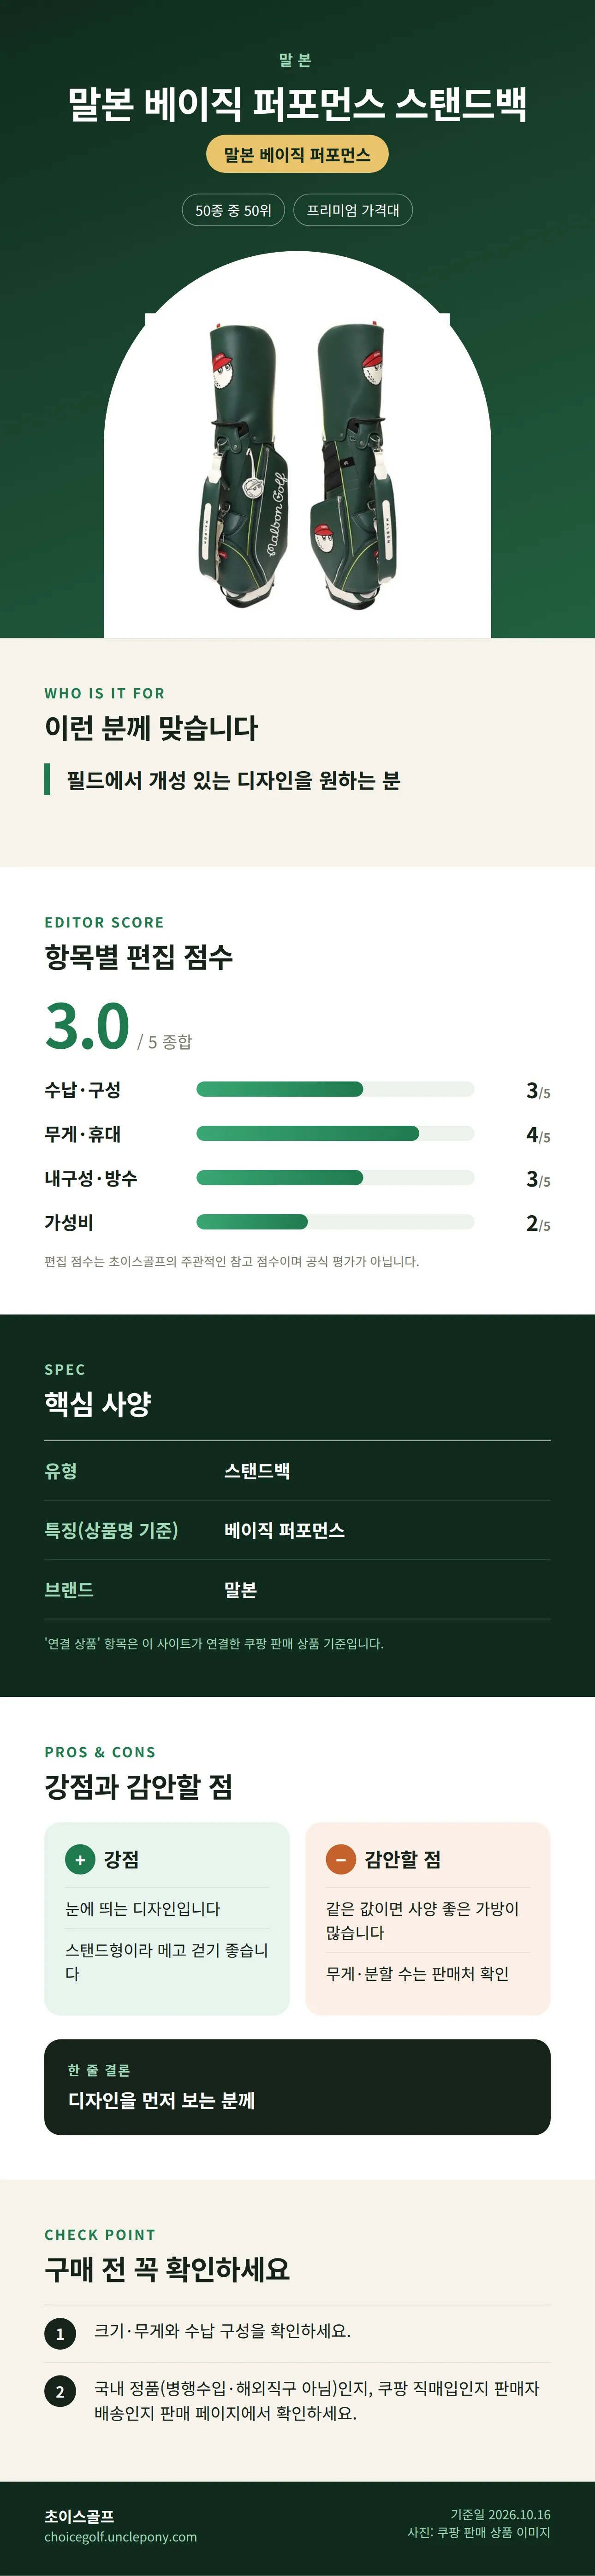 말본
말본 베이직 퍼포먼스 스탠드백
말본 베이직 퍼포먼스
50종 중 50위
프리미엄 가격대
Malbon Golf
WHO IS IT FOR
이런 분께 맞습니다
필드에서 개성 있는 디자인을 원하는 분
EDITOR SCORE
항목별 편집 점수
3.0 / 5 종합
수납·구성 3/5
무게·휴대 4/5
내구성·방수 3/5
가성비 2/5
편집 점수는 초이스골프의 주관적인 참고 점수이며 공식 평가가 아닙니다.
SPEC
핵심 사양
유형 스탠드백
특징(상품명 기준) 베이직 퍼포먼스
브랜드 말본
'연결 상품' 항목은 이 사이트가 연결한 쿠팡 판매 상품 기준입니다.
PROS & CONS
강점과 감안할 점
+ 강점
눈에 띄는 디자인입니다
스탠드형이라 메고 걷기 좋습니
다
− 감안할 점
같은 값이면 사양 좋은 가방이
많습니다
무게·분할 수는 판매처 확인
한 줄 결론
디자인을 먼저 보는 분께
CHECK POINT
구매 전 꼭 확인하세요
1 크기·무게와 수납 구성을 확인하세요.
2 국내 정품(병행수입·해외직구 아님)인지, 쿠팡 직매입인지 판매자
배송인지 판매 페이지에서 확인하세요.
초이스골프
choicegolf.unclepony.com
기준일 2026.10.16
사진: 쿠팡 판매 상품 이미지